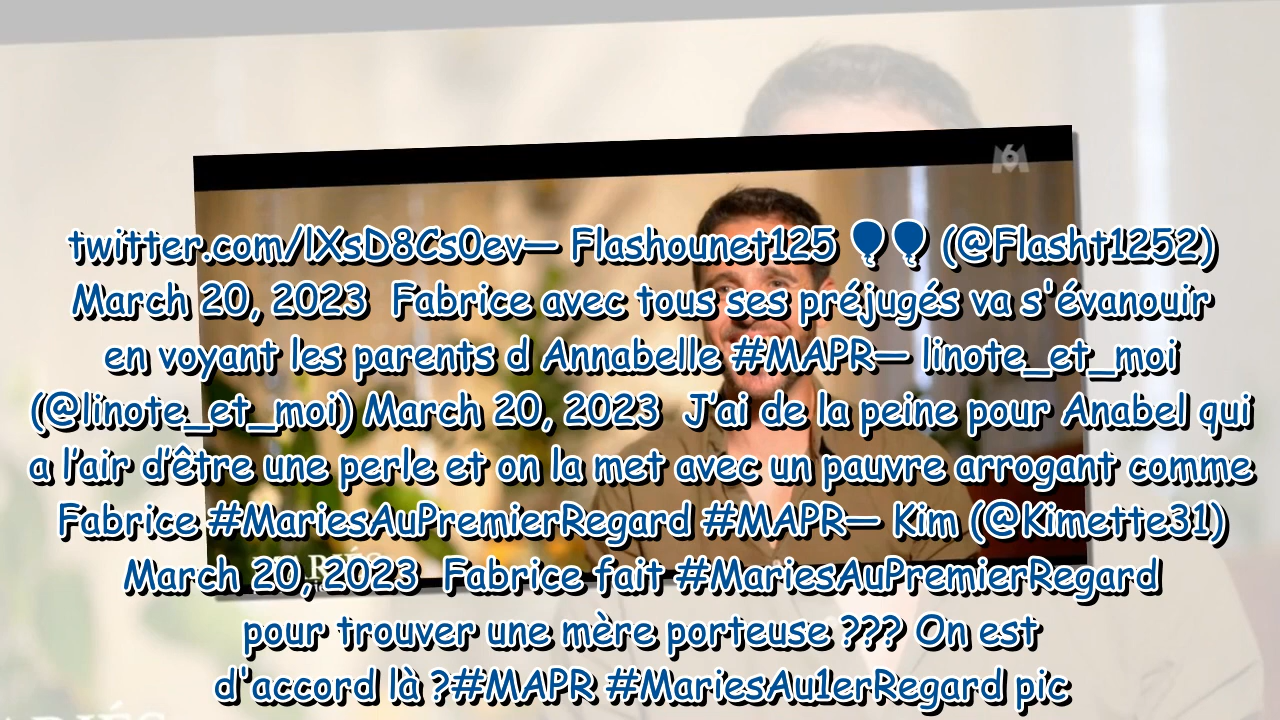 M6
twitter.com/lXsD8Cs0ev— Flashounet125 🎈🎈 (@Flasht1252)
March 20, 2023 Fabrice avec tous ses préjugés va s'évanouir
en voyant les parents d Annabelle #MAPR— linote_et_moi
(@linote_et_moi) March 20, 2023 J’ai de la peine pour Anabel qui
a l’air d’être une perle et on la met avec un pauvre arrogant comme
Fabrice #MariesAuPremierRegard #MAPR— Kim (@Kimette31)
March 20, 2023 Fabrice fait #MariesAuPremierRegard
pour trouver une mère porteuse ??? On est
d'accord là ?#MAPR #MariesAu1erRegard pic